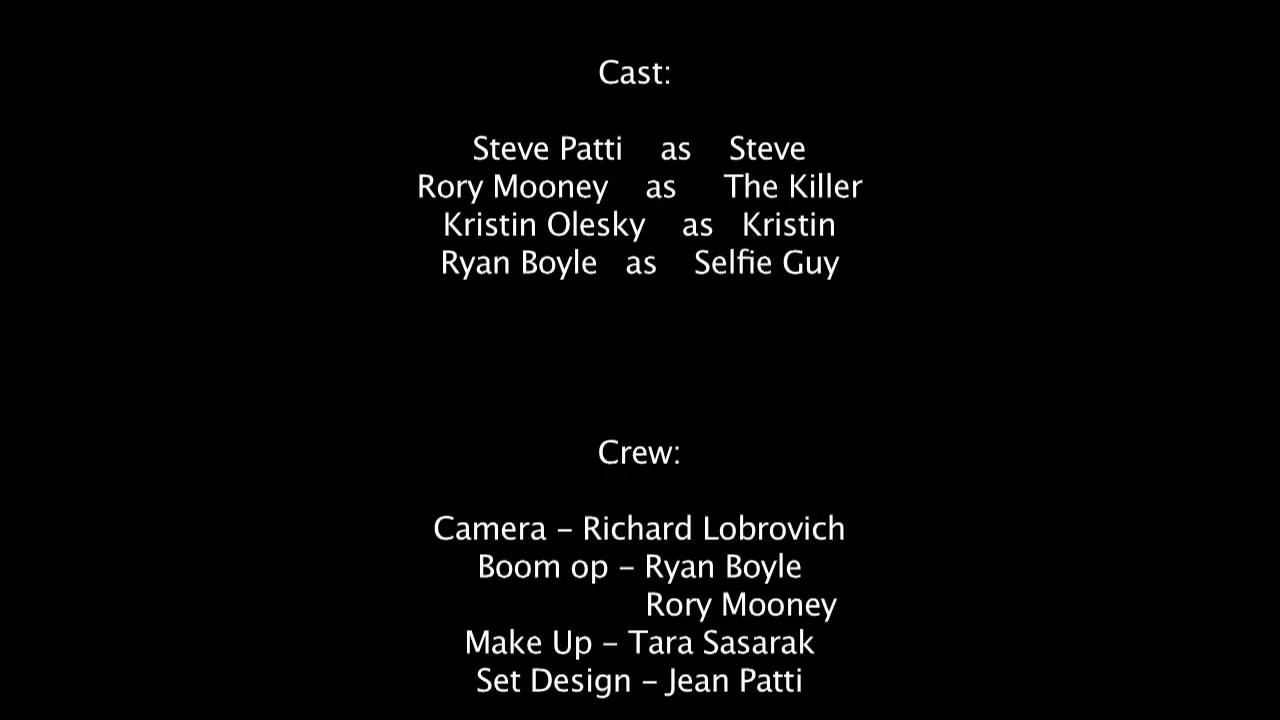 Cast:
Steve Patti as Steve
Rory Mooney as The Killer
Kristin Olesky as Kristin
Ryan Boyle as Selfie Guy
Crew:
Camera – Richard Lobrovich
Boom op – Ryan Boyle
Rory Mooney
Make Up – Tara Sasarak
Set Design – Jean Patti